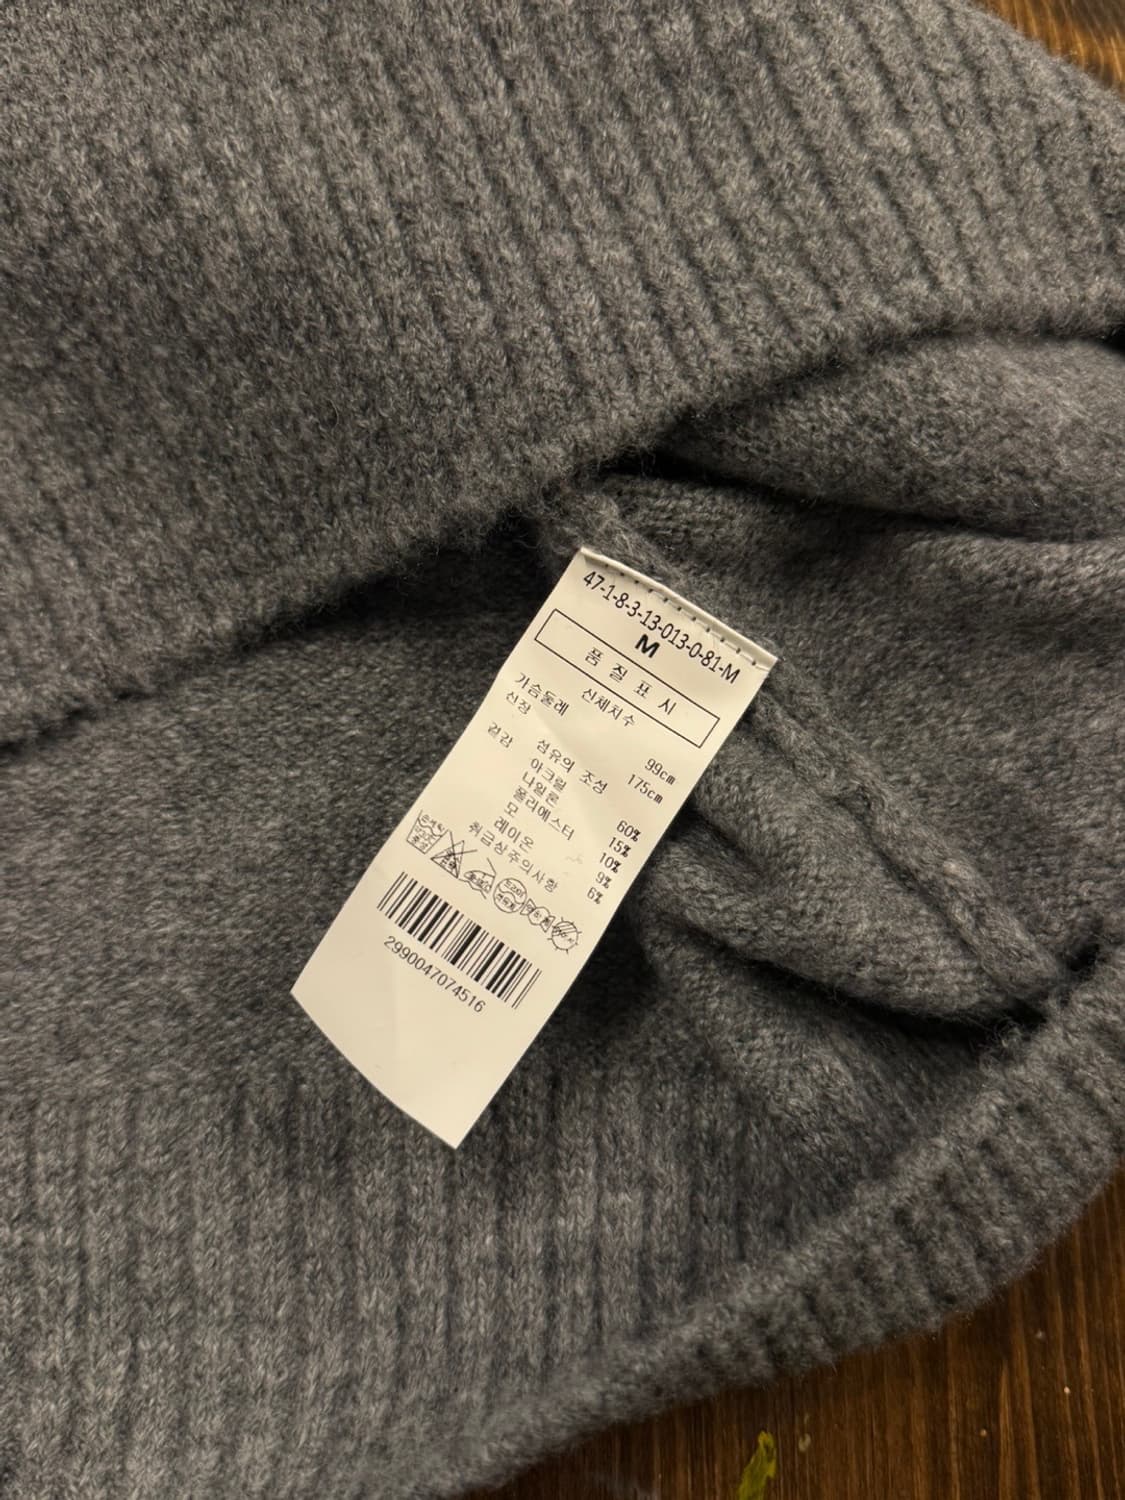 47-1-8-3-13-013-0-81-M
M
품 질 표 시
신체치수
가슴둘레 99cm
신장 175cm
섬유의 조성
겉감 아크릴 60%
나일론 15%
폴리에스터 10%
모 9%
레이온 6%
취급상주의사항
2990047074516